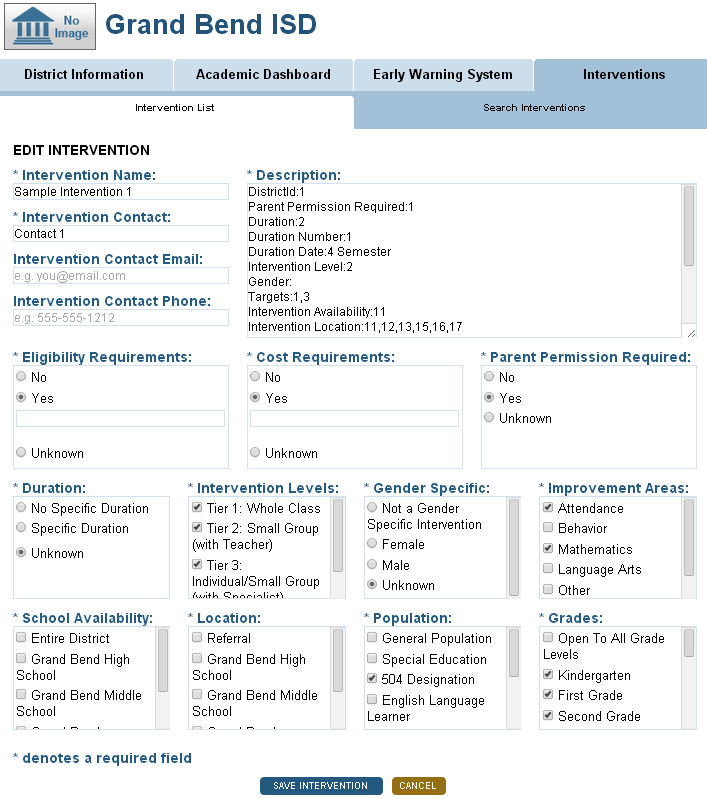 No
Image
Grand Bend ISD
District Information
Academic Dashboard
Early Warning System
Interventions
Intervention List
Search Interventions
EDIT INTERVENTION
* Intervention Name:
Sample Intervention 1
* Intervention Contact:
Contact 1
Intervention Contact Email:
e.g. you@email.com
Intervention Contact Phone:
e.g. 555-555-1212
* Description:
DistrictId:1
Parent Permission Required:1
Duration:2
Duration Number:1
Duration Date:4 Semester
Intervention Level:2
Gender:
Targets:1,3
Intervention Availability:11
Intervention Location:11,12,13,15,16,17
* Eligibility Requirements:
No
Yes
Unknown
* Cost Requirements:
No
Yes
Unknown
* Parent Permission Required:
No
Yes
Unknown
* Duration:
No Specific Duration
Specific Duration
Unknown
* Intervention Levels:
Tier 1: Whole Class
Tier 2: Small Group
(with Teacher)
Tier 3:
Individual/Small Group
(with Specialist)
* Gender Specific:
Not a Gender
Specific Intervention
Female
Male
Unknown
* Improvement Areas:
Attendance
Behavior
Mathematics
Language Arts
Other
* School Availability:
Entire District
Grand Bend High
School
Grand Bend Middle
School
* Location:
Referral
Grand Bend High
School
Grand Bend Middle
School
* Population:
General Population
Special Education
504 Designation
English Language
Learner
* Grades:
Open To All Grade
Levels
Kindergarten
First Grade
Second Grade
* denotes a required field
SAVE INTERVENTION
CANCEL